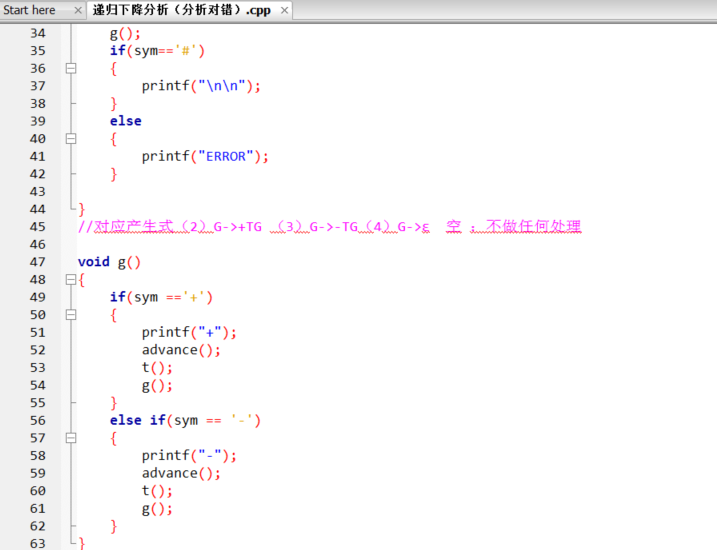 Start here × 递归下降分析（分析对错）.cpp ×
34 g();
35 if(sym=='#')
36 {
37 printf("\n\n");
38 }
39 else
40 {
41 printf("ERROR");
42 }
43
44 }
45 //对应产生式（2）G->+TG （3）G->-TG（4）G->ε 空 ；不做任何处理
46
47 void g()
48 {
49 if(sym =='+')
50 {
51 printf("+");
52 advance();
53 t();
54 g();
55 }
56 else if(sym == '-')
57 {
58 printf("-");
59 advance();
60 t();
61 g();
62 }
63 }